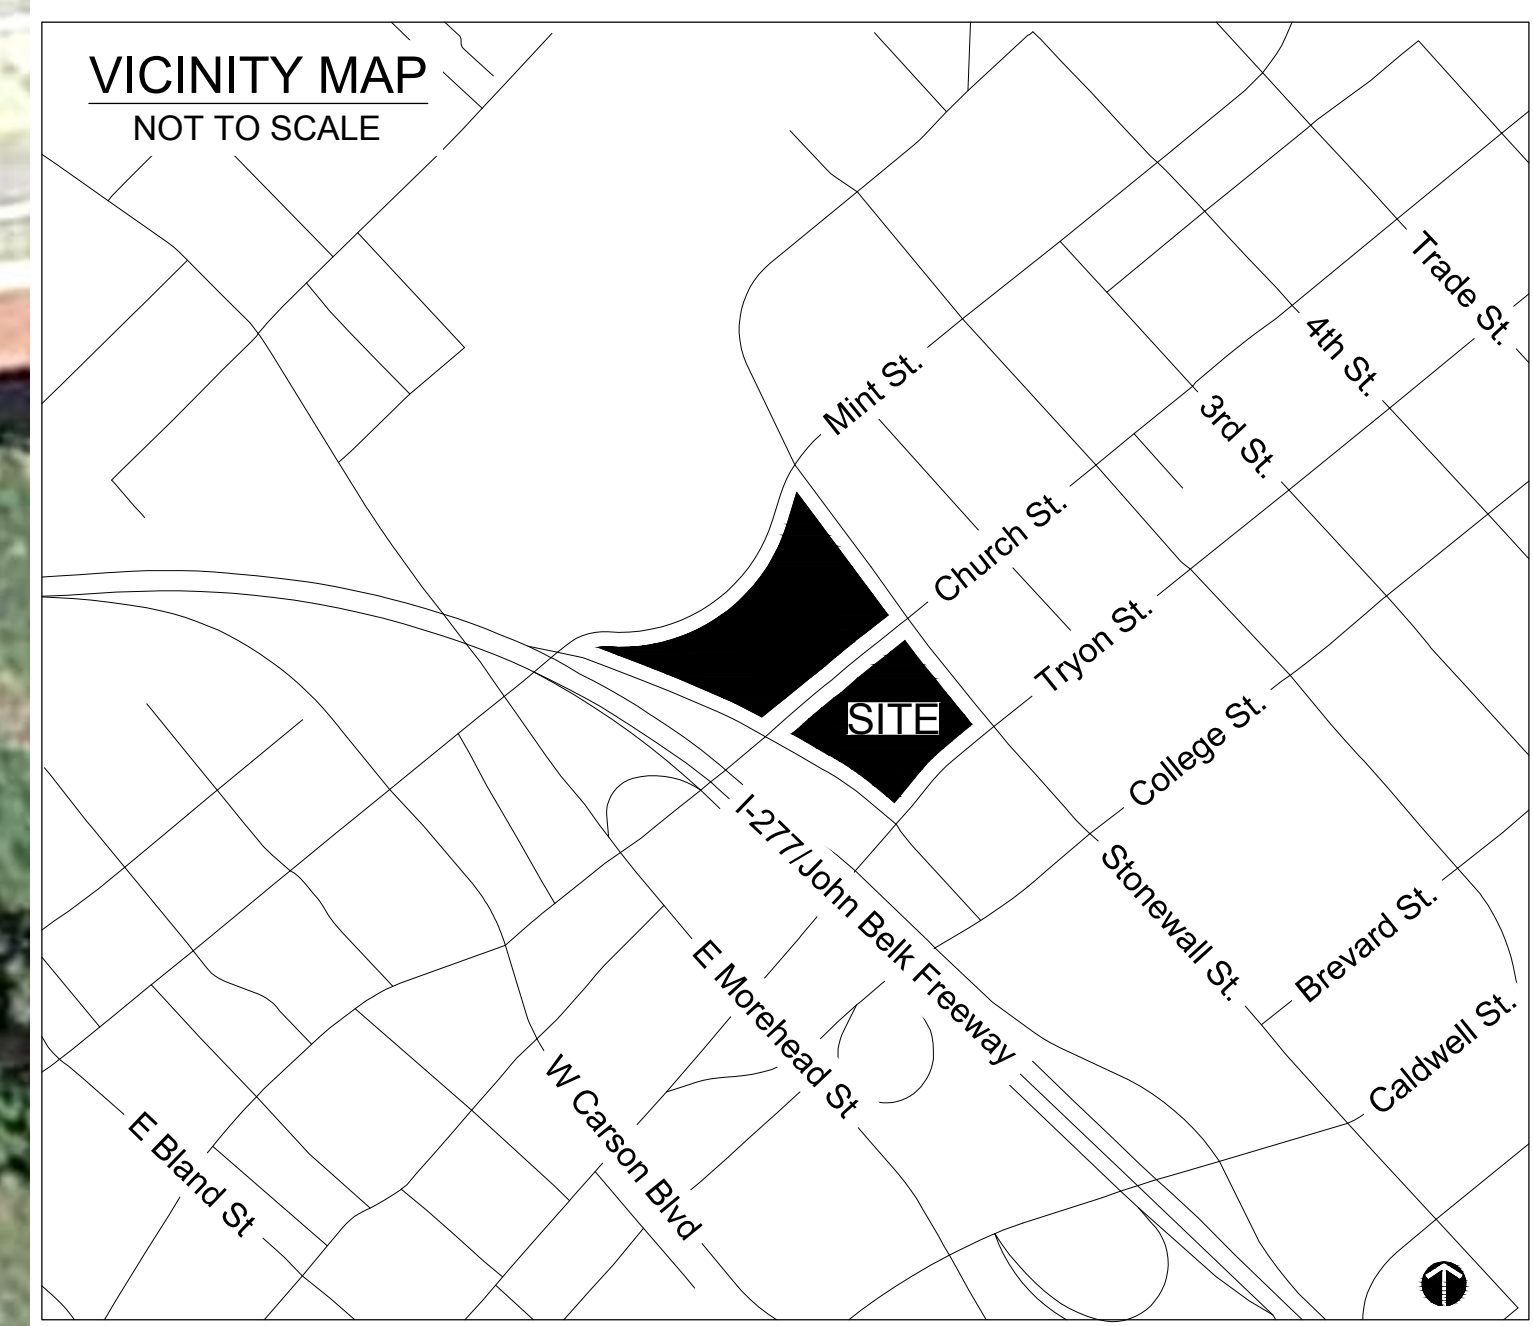 VICINITY MAP
NOT TO SCALE
Trade St.
4th St.
Mint St.
3rd St.
Church St.
Tryon St.
SITE
College St.
I-277/John Belk Freeway
Stonewall St.
Brevard St.
E Morehead St
Caldwell St.
W Carson Blvd
E Bland St